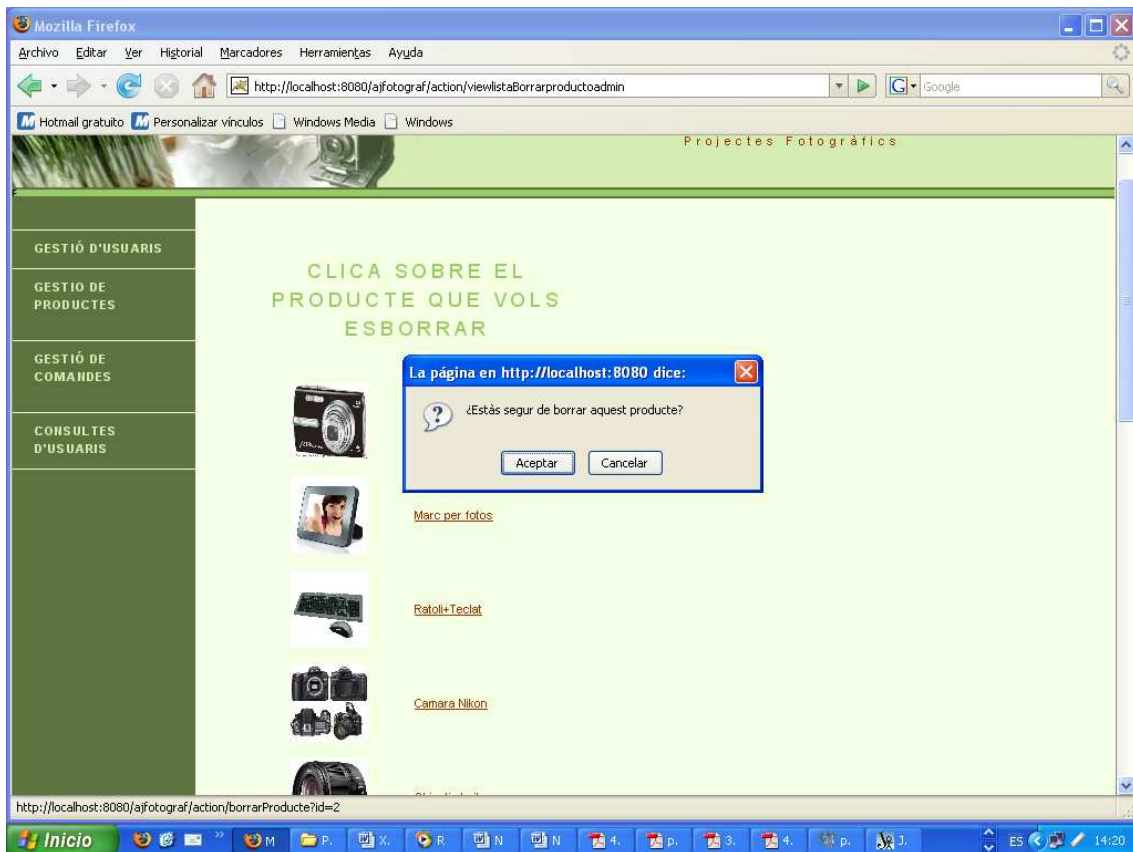 Mozilla Firefox
Archivo Editar Ver Historial Marcadores Herramientas Ayuda
http://localhost:8080/ajfotograf/action/viewlistaBorrarproductoadmin
G Google
Hotmail gratuito Personalizar vínculos Windows Media Windows
Projectes Fotogràfics
GESTIÓ D'USUARIS
GESTIO DE
PRODUCTES
GESTIÓ DE
COMANDES
CONSULTES
D'USUARIS
CLICA SOBRE EL
PRODUCTE QUE VOLS
ESBORRAR
La página en http://localhost:8080 dice:
¿Estàs segur de borrar aquest producte?
Aceptar Cancelar
Marc per fotos
Ratoli+Teclat
Camara Nikon
http://localhost:8080/ajfotograf/action/borrarProducte?id=2
Inicio M P. X. R N N 4. p. 3. 4. p. J. ES 14:20